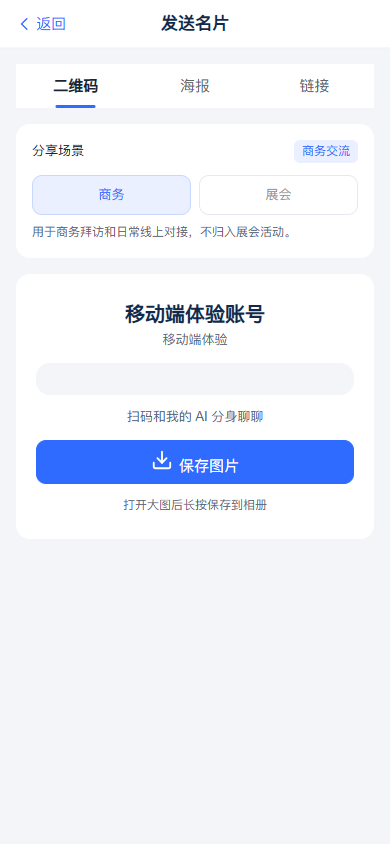 返回
发送名片
二维码
海报
链接
分享场景
商务交流
商务
展会
用于商务拜访和日常线上对接，不归入展会活动。
移动端体验账号
移动端体验
扫码和我的 AI 分身聊聊
保存图片
打开大图后长按保存到相册